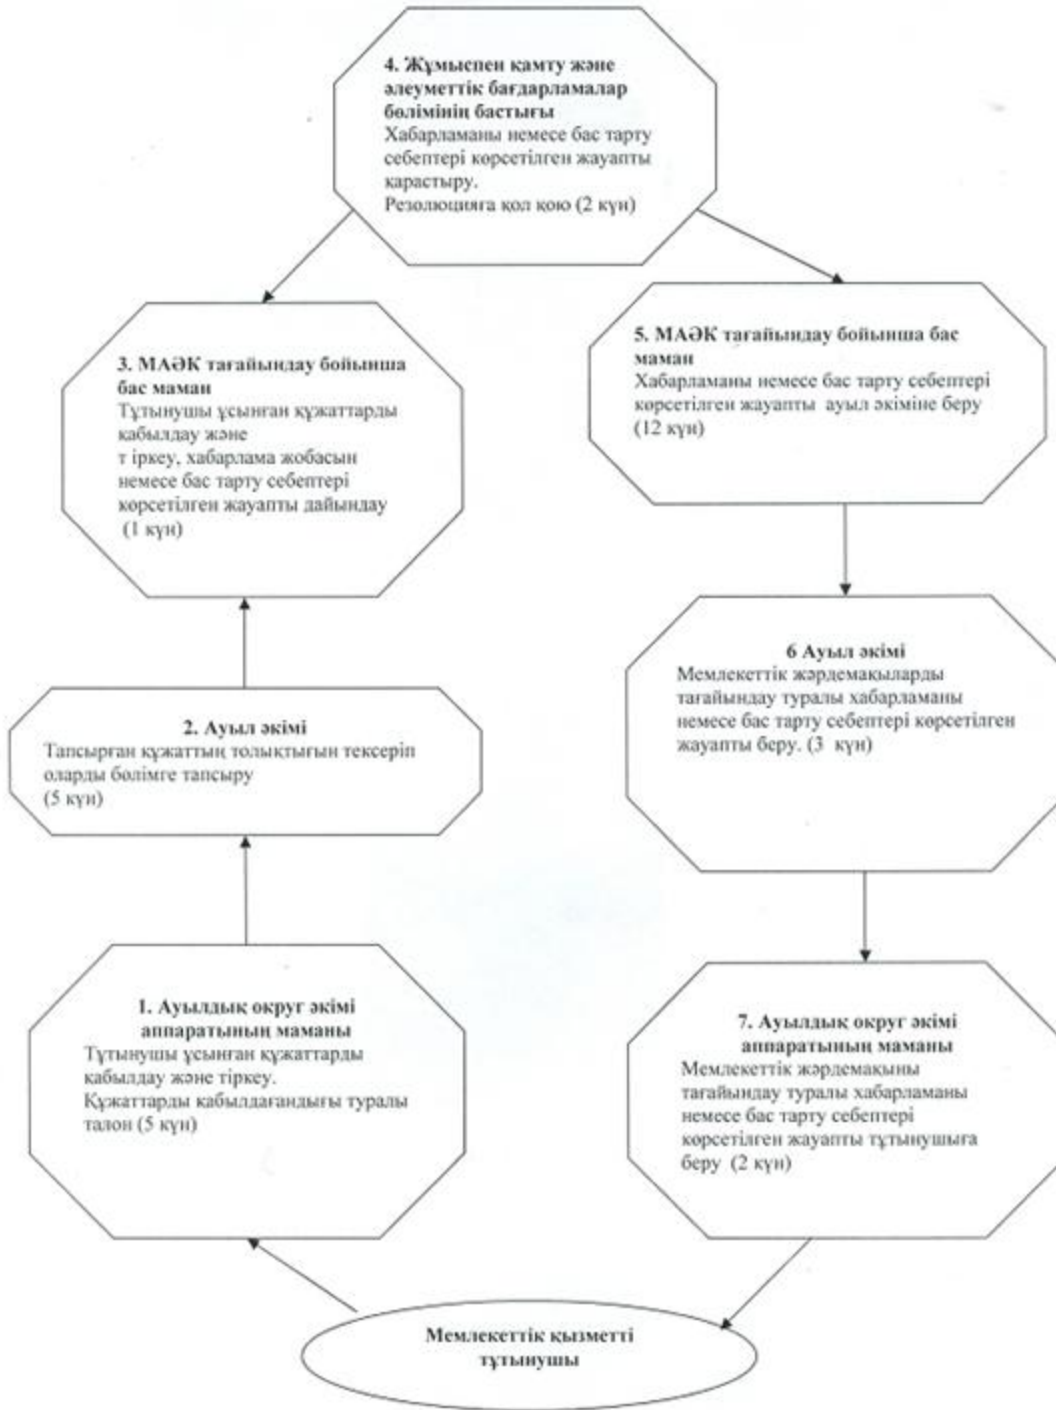 4. Жұмыспен қамту және
әлеуметтік бағдарламалар
бөлімінің бастығы
Хабарламаны немесе бас тарту
себептері көрсетілген жауапты
қарастыру.
Резолюцияға қол қою (2 күн)
3. МАӘК тағайындау бойынша
бас маман
Тұтынушы ұсынған құжаттарды
қабылдау және
т іркеу, хабарлама жобасын
немесе бас тарту себептері
көрсетілген жауапты дайындау
(1 күн)
5. МАӘК тағайындау бойынша бас
маман
Хабарламаны немесе бас тарту себептері
көрсетілген жауапты ауыл әкіміне беру
(12 күн)
2. Ауыл әкімі
Тапсырған құжаттың толықтығын тексеріп
оларды бөлімге тапсыру
(5 күн)
6 Ауыл әкімі
Мемлекеттік жәрдемақыларды
тағайындау туралы хабарламаны
немесе бас тарту себептері көрсетілген
жауапты беру. (3 күн)
1. Ауылдық округ әкімі
аппаратының маманы
Тұтынушы ұсынған құжаттарды
қабылдау және тіркеу.
Құжаттарды қабылдағандығы туралы
талон (5 күн)
7. Ауылдық округ әкімі
аппаратының маманы
Мемлекеттік жәрдемақыны
тағайындау туралы хабарламаны
немесе бас тарту себептері
көрсетілген жауапты тұтынушыға
беру (2 күн)
Мемлекеттік қызметті
тұтынушы